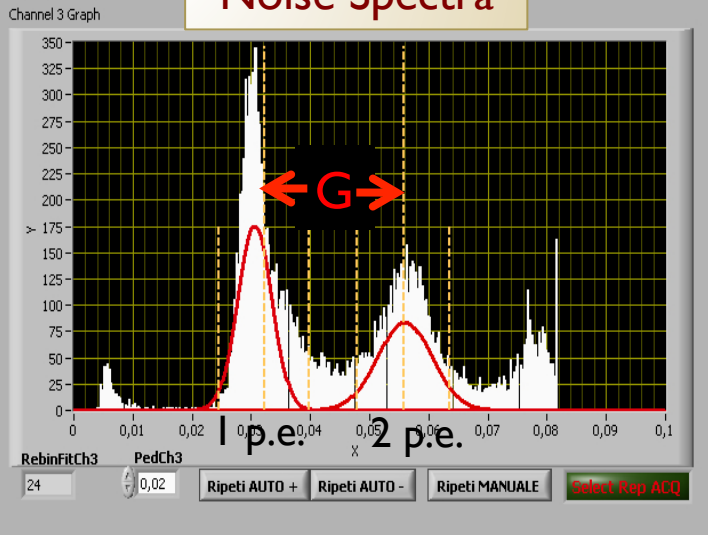 Noise Spectra
Channel 3 Graph
350
325
300
275
250
225
200
175
150
125
100
75
50
25
0
Y
G
0
0,01
0,02
0,03
0,04
0,05
0,06
0,07
0,08
0,09
0,1
X
1 p.e.
2 p.e.
RebinFitCh3
24
PedCh3
0,02
Ripeti AUTO +
Ripeti AUTO -
Ripeti MANUALE
Select Rep ACQ